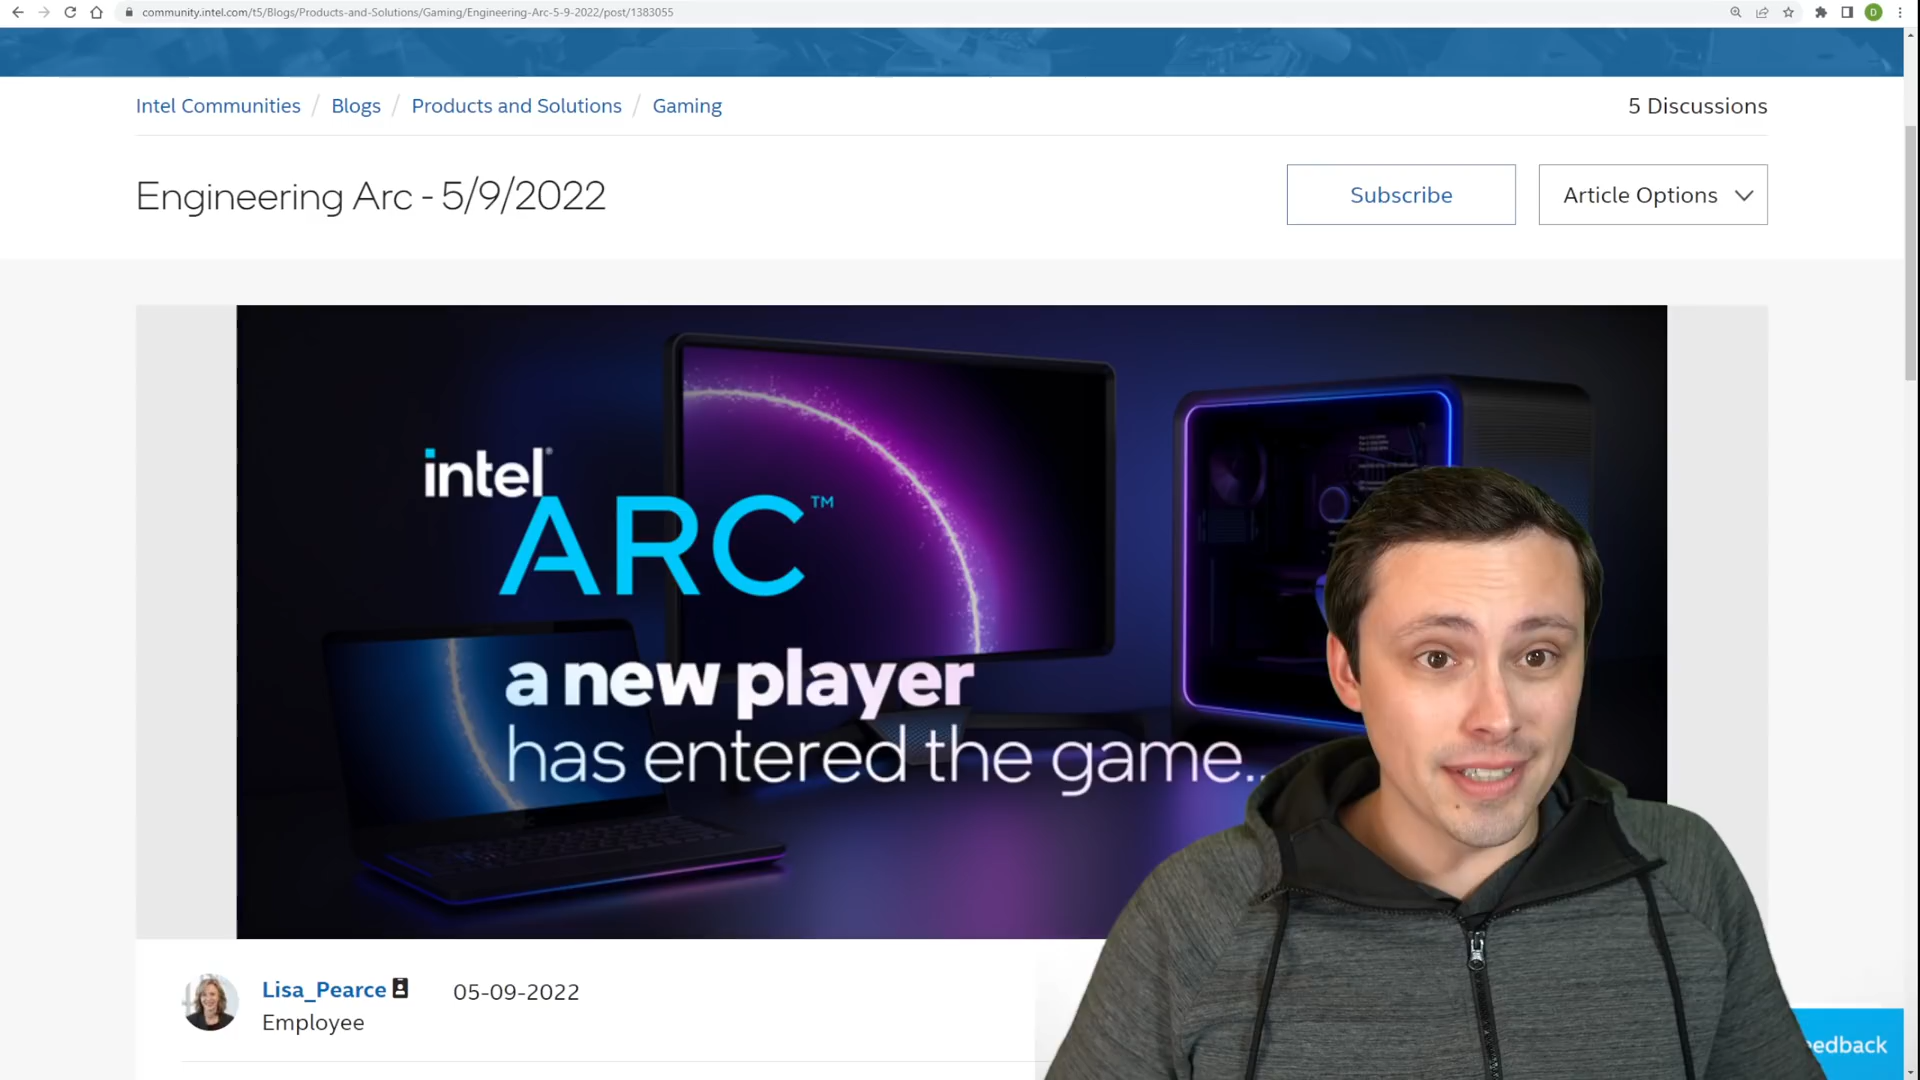 community.intel.com/t5/Blogs/Products-and-Solutions/Gaming/Engineering-Arc-5-9-2022/post/1383055
D
Intel Communities / Blogs / Products and Solutions / Gaming
5 Discussions
Engineering Arc - 5/9/2022
Subscribe
Article Options
intel®
ARC™
a new player
has entered the game..
Lisa_Pearce
05-09-2022
Employee
edback